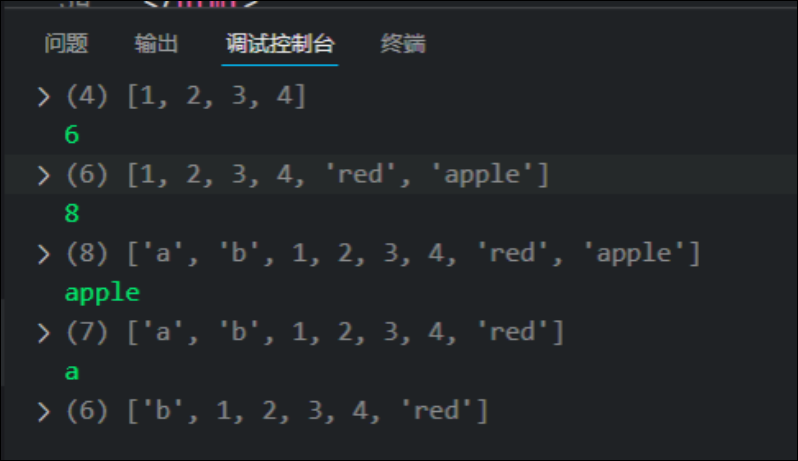 问题 输出 调试控制台 终端
(4) [1, 2, 3, 4]
6
(6) [1, 2, 3, 4, 'red', 'apple']
8
(8) ['a', 'b', 1, 2, 3, 4, 'red', 'apple']
apple
(7) ['a', 'b', 1, 2, 3, 4, 'red']
a
(6) ['b', 1, 2, 3, 4, 'red']